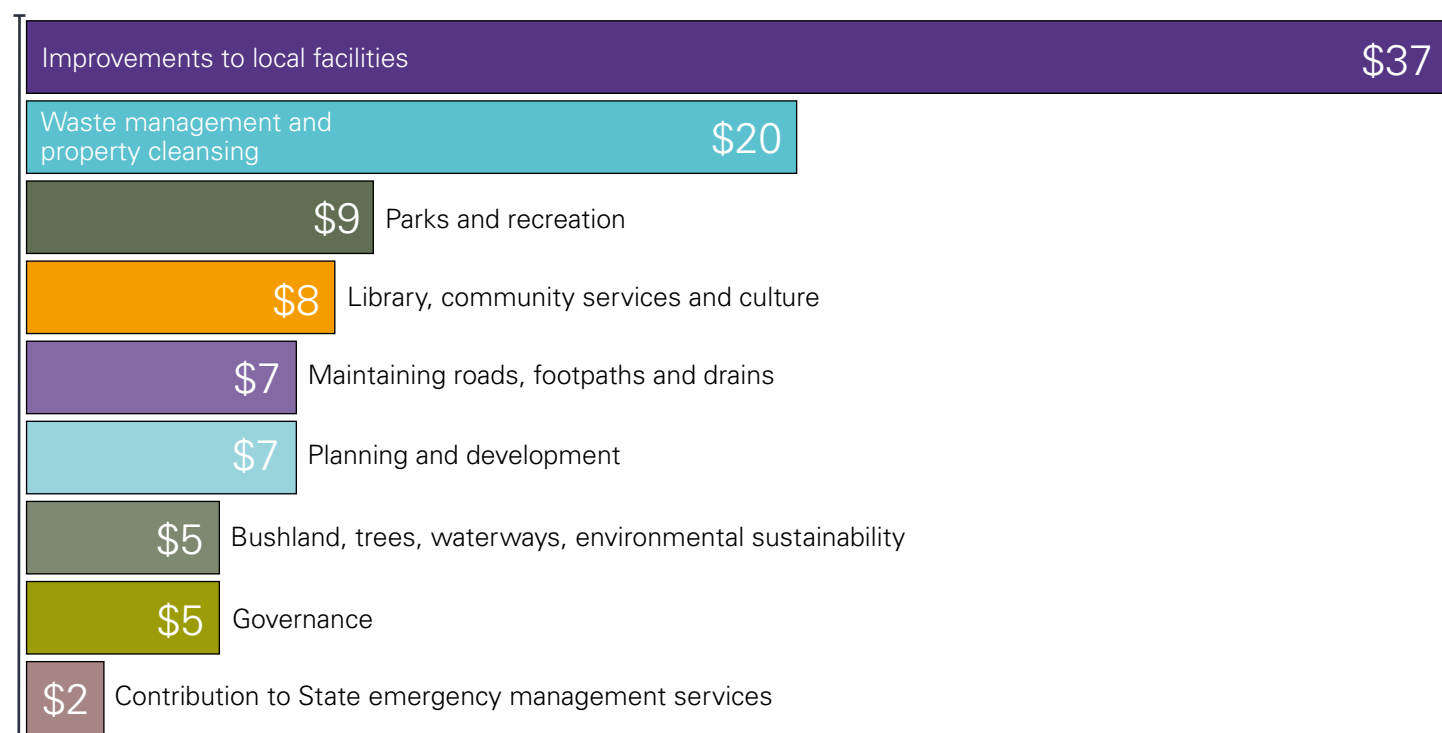 Improvements to local facilities $37
Waste management and
property cleansing $20
$9 Parks and recreation
$8 Library, community services and culture
$7 Maintaining roads, footpaths and drains
$7 Planning and development
$5 Bushland, trees, waterways, environmental sustainability
$5 Governance
$2 Contribution to State emergency management services